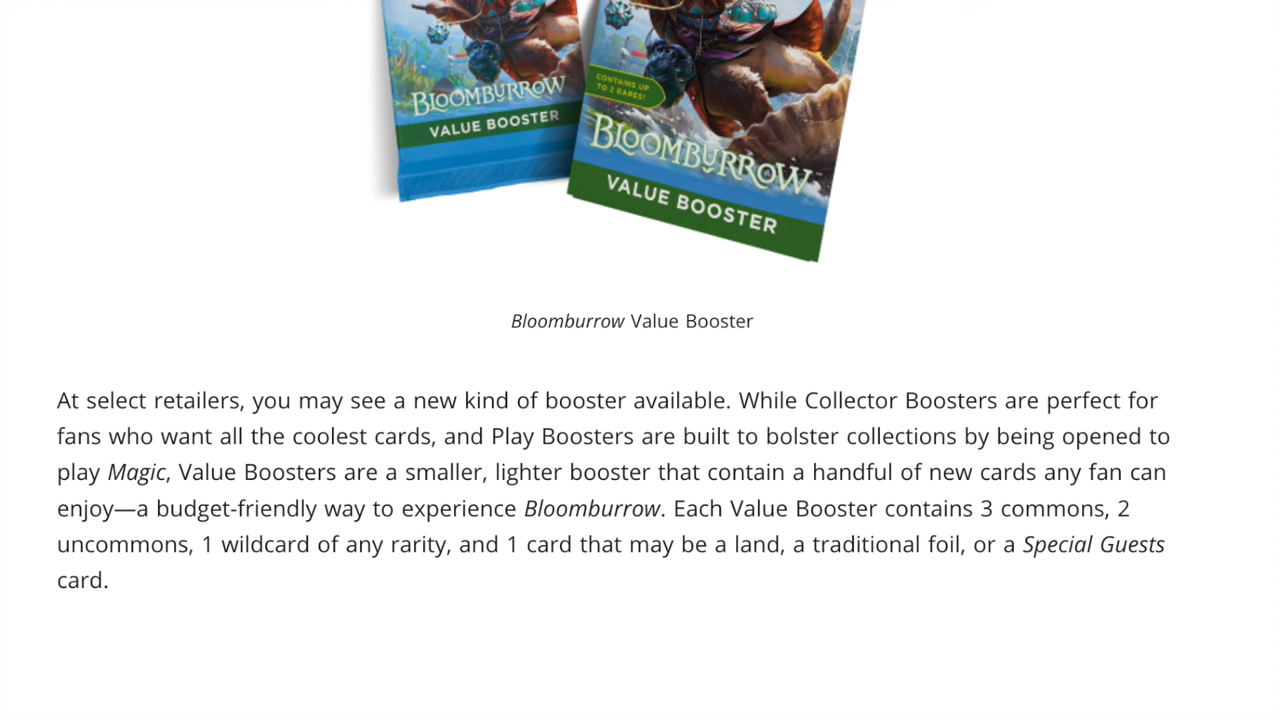 BLOOMBURROW
VALUE BOOSTER
CONTAINS UP
TO 2 RARES!
BLOOMBURROW
VALUE BOOSTER
Bloomburrow Value Booster
At select retailers, you may see a new kind of booster available. While Collector Boosters are perfect for
fans who want all the coolest cards, and Play Boosters are built to bolster collections by being opened to
play Magic, Value Boosters are a smaller, lighter booster that contain a handful of new cards any fan can
enjoy—a budget-friendly way to experience Bloomburrow. Each Value Booster contains 3 commons, 2
uncommons, 1 wildcard of any rarity, and 1 card that may be a land, a traditional foil, or a Special Guests
card.